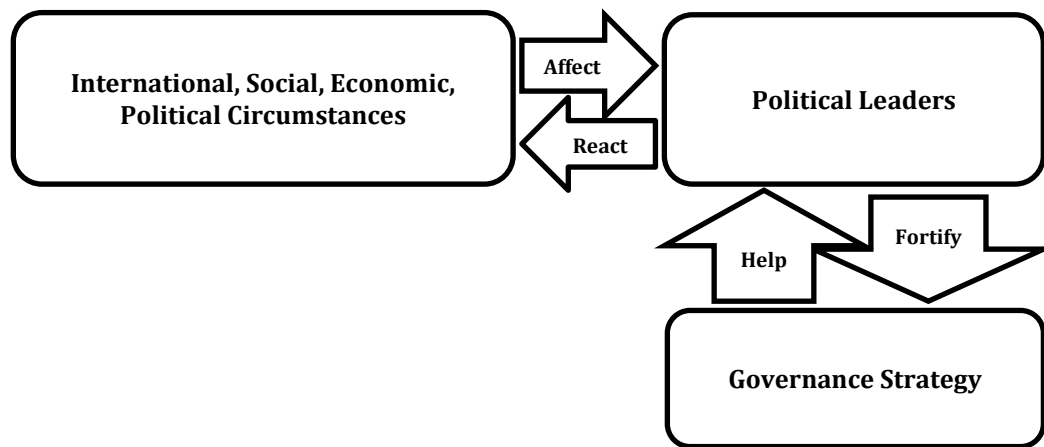 International, Social, Economic,
Political Circumstances
Affect
React
Political Leaders
Help
Fortify
Governance Strategy